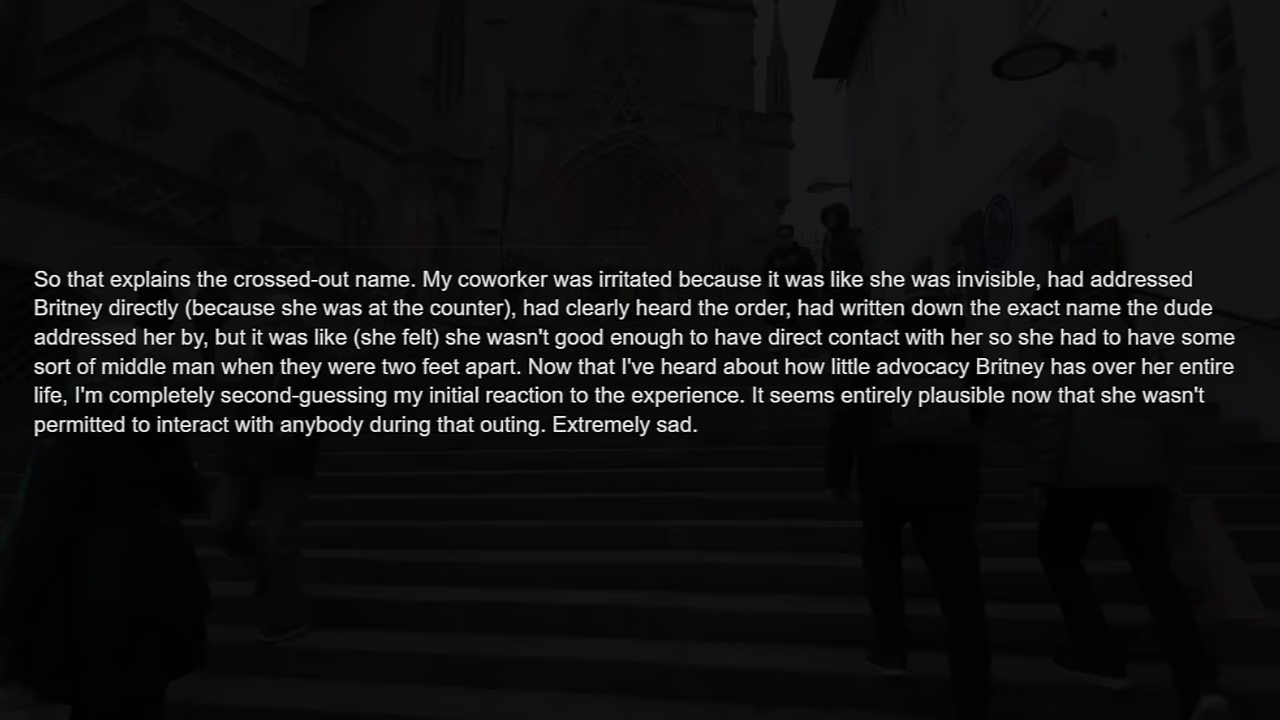 So that explains the crossed-out name. My coworker was irritated because it was like she was invisible, had addressed
Britney directly (because she was at the counter), had clearly heard the order, had written down the exact name the dude
addressed her by, but it was like (she felt) she wasn't good enough to have direct contact with her so she had to have some
sort of middle man when they were two feet apart. Now that I've heard about how little advocacy Britney has over her entire
life, I'm completely second-guessing my initial reaction to the experience. It seems entirely plausible now that she wasn't
permitted to interact with anybody during that outing. Extremely sad.